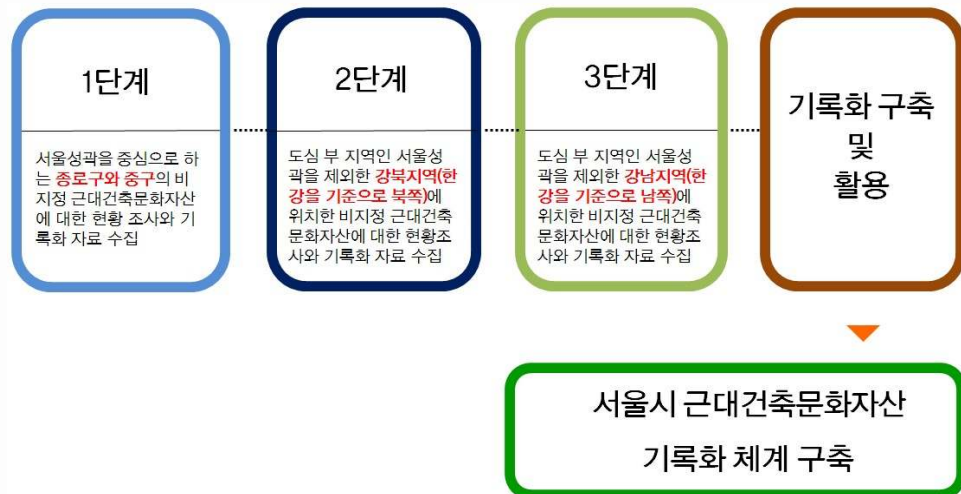 1단계
서울성곽을 중심으로 하
는 종로구와 중구의 비
지정 근대건축문화자산
에 대한 현황 조사와 기
록화 자료 수집
2단계
도심 부 지역인 서울성
곽을 제외한 강북지역(한
강을 기준으로 북쪽)에
위치한 비지정 근대건축
문화자산에 대한 현황조
사와 기록화 자료 수집
3단계
도심 부 지역인 서울성
곽을 제외한 강남지역(한
강을 기준으로 남쪽)에
위치한 비지정 근대건축
문화자산에 대한 현황조
사와 기록화 자료 수집
기록화 구축
및
활용
서울시 근대건축문화자산
기록화 체계 구축